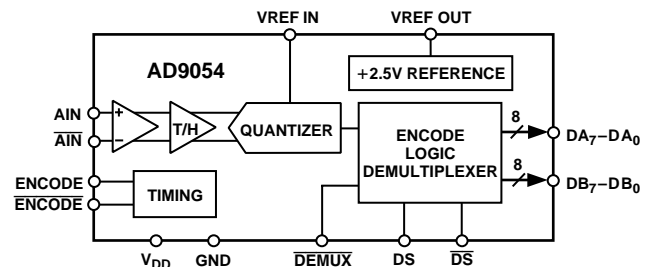 VREF IN
VREF OUT
AD9054
+2.5V REFERENCE
AIN
+
T/H
QUANTIZER
ENCODE
LOGIC
DEMULTIPLEXER
8
DA7–DA0
AIN
–
8
DB7–DB0
ENCODE
ENCODE
TIMING
VDD
GND
DEMUX
DS
DS